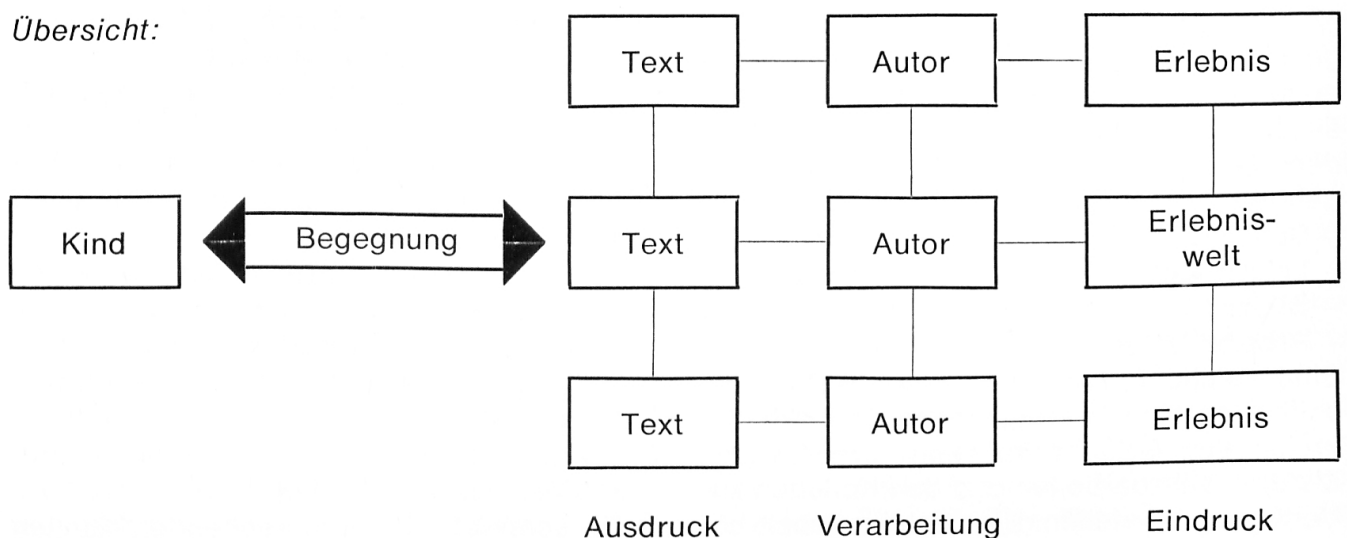 Übersicht:
Text Autor Erlebnis
Kind Begegnung Text Autor Erlebnis-
welt
Text Autor Erlebnis
Ausdruck Verarbeitung Eindruck